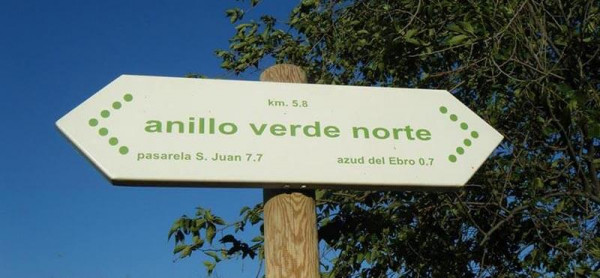 km. 5.8
anillo verde norte
pasarela S. Juan 7.7 azud del Ebro 0.7